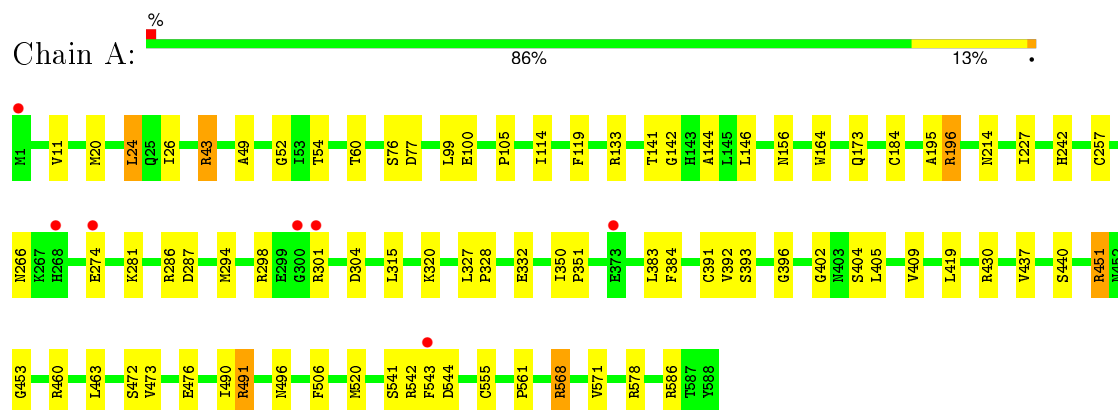 %
Chain A:
86% 13% •
M1 V11 M20 L24 Q25 I26 R43 A49 G52 I53 T54 T60 S76 D77 L99 E100 P105 I114 F119 R133 T141 G142 H143 A144 L145 L146 N156 W164 Q173 C184 A195 R196 N214 I227 H242 C257
N266 K267 H268 E274 K281 R286 D287 M294 R298 E299 G300 R301 D304 L315 K320 L327 P328 E332 I350 P351 E373 L383 F384 C391 V392 S393 G396 G402 N403 S404 L405 V409 L419 R430 V437 S440 R451 M452
G453 R460 L463 S472 V473 E476 I490 R491 N496 F506 M520 S541 R542 F543 D544 C555 P561 R568 V571 R578 R586 T587 Y588